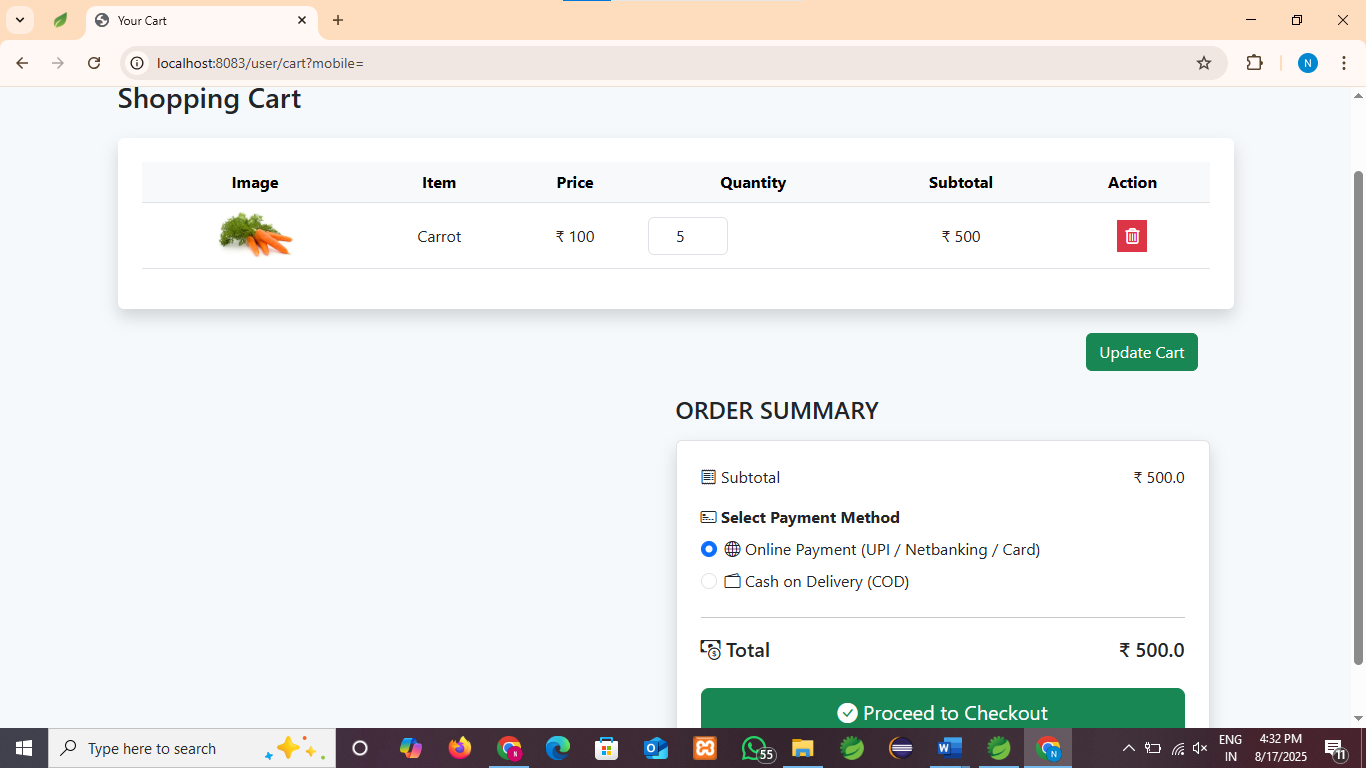 Your Cart
localhost:8083/user/cart?mobile=
N
Shopping Cart
Image Item Price Quantity Subtotal Action
Carrot ₹ 100 5 ₹ 500
Update Cart
ORDER SUMMARY
Subtotal ₹ 500.0
Select Payment Method
Online Payment (UPI / Netbanking / Card)
Cash on Delivery (COD)
Total ₹ 500.0
Proceed to Checkout
Type here to search
55
ENG
IN
4:32 PM
8/17/2025
11